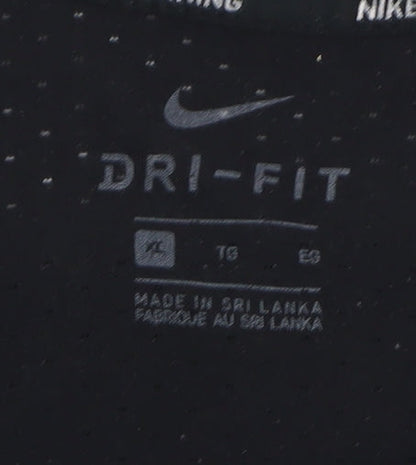 NIKE
DRI-FIT
XL TG EG
MADE IN SRI LANKA
FABRIQUE AU SRI LANKA